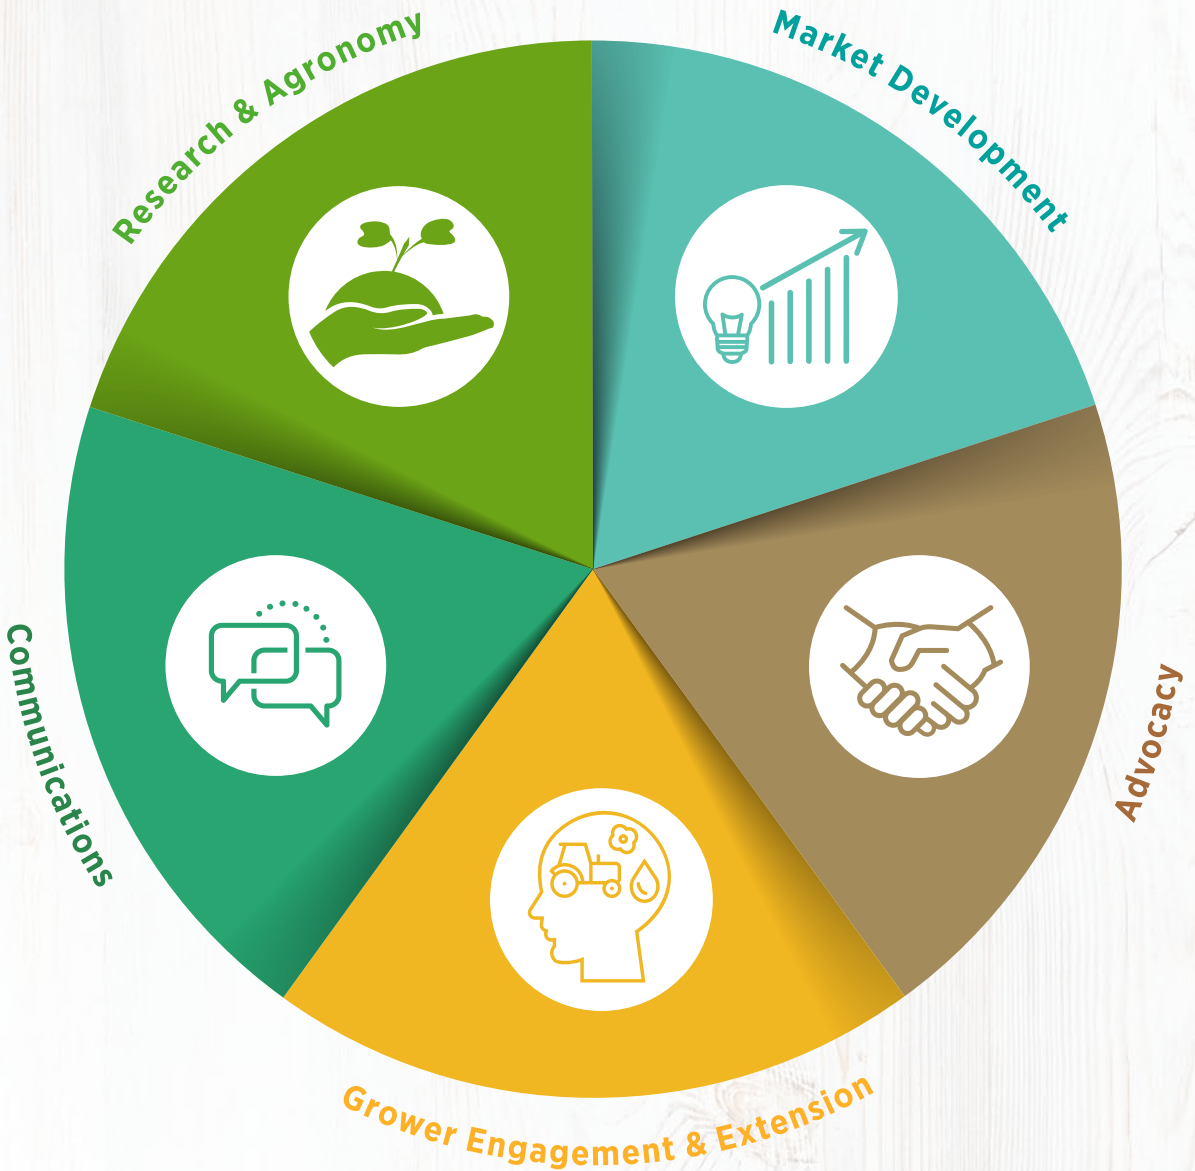 Research & Agronomy
Market Development
Advocacy
Grower Engagement & Extension
Communications